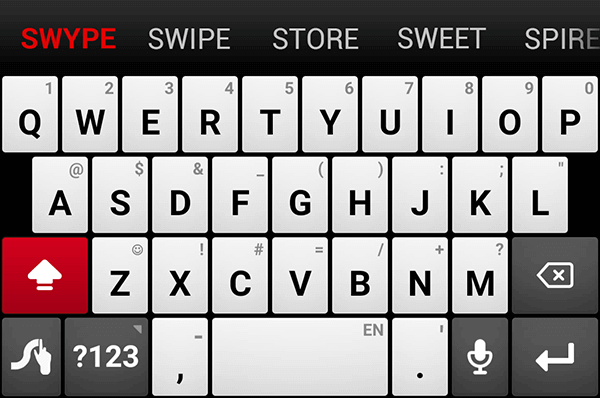 SWYPE SWIPE STORE SWEET SPIRE
1 2 3 4 5 6 7 8 9 0
Q W E R T Y U I O P
@ $ & _ ( ) : ; "
A S D F G H J K L
! # = / + ?
Z X C V B N M
- EN '
?123 , .